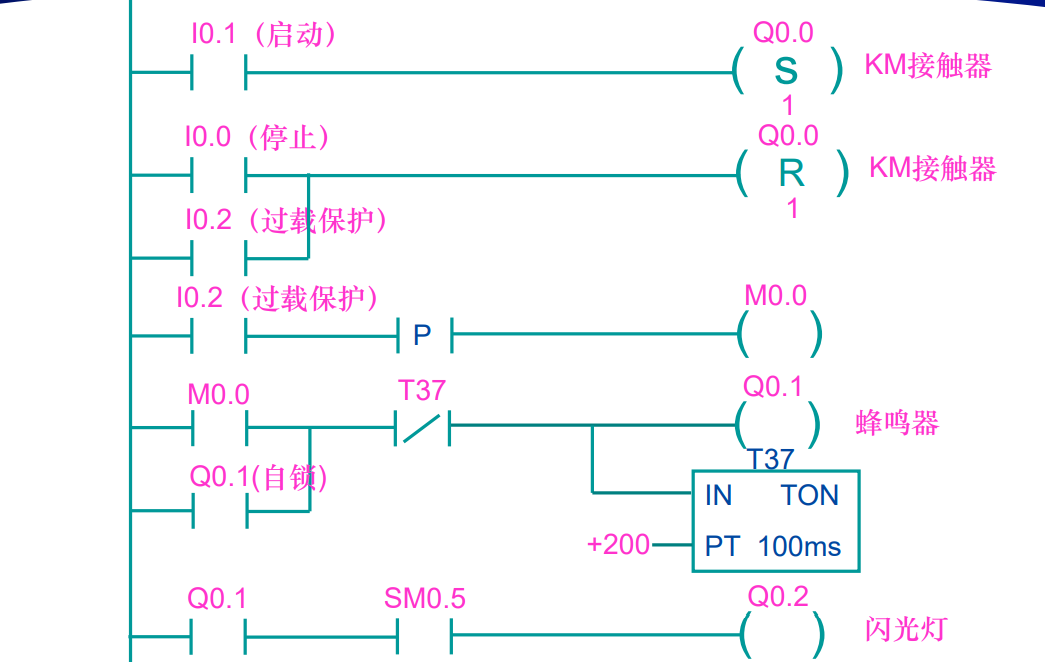 I0.1（启动） Q0.0
S KM接触器
1
I0.0（停止） Q0.0
R KM接触器
1
I0.2（过载保护）
I0.2（过载保护） M0.0
P
M0.0 T37 Q0.1
蜂鸣器
T37
Q0.1(自锁)
IN TON
+200 PT 100ms
Q0.1 SM0.5 Q0.2
闪光灯